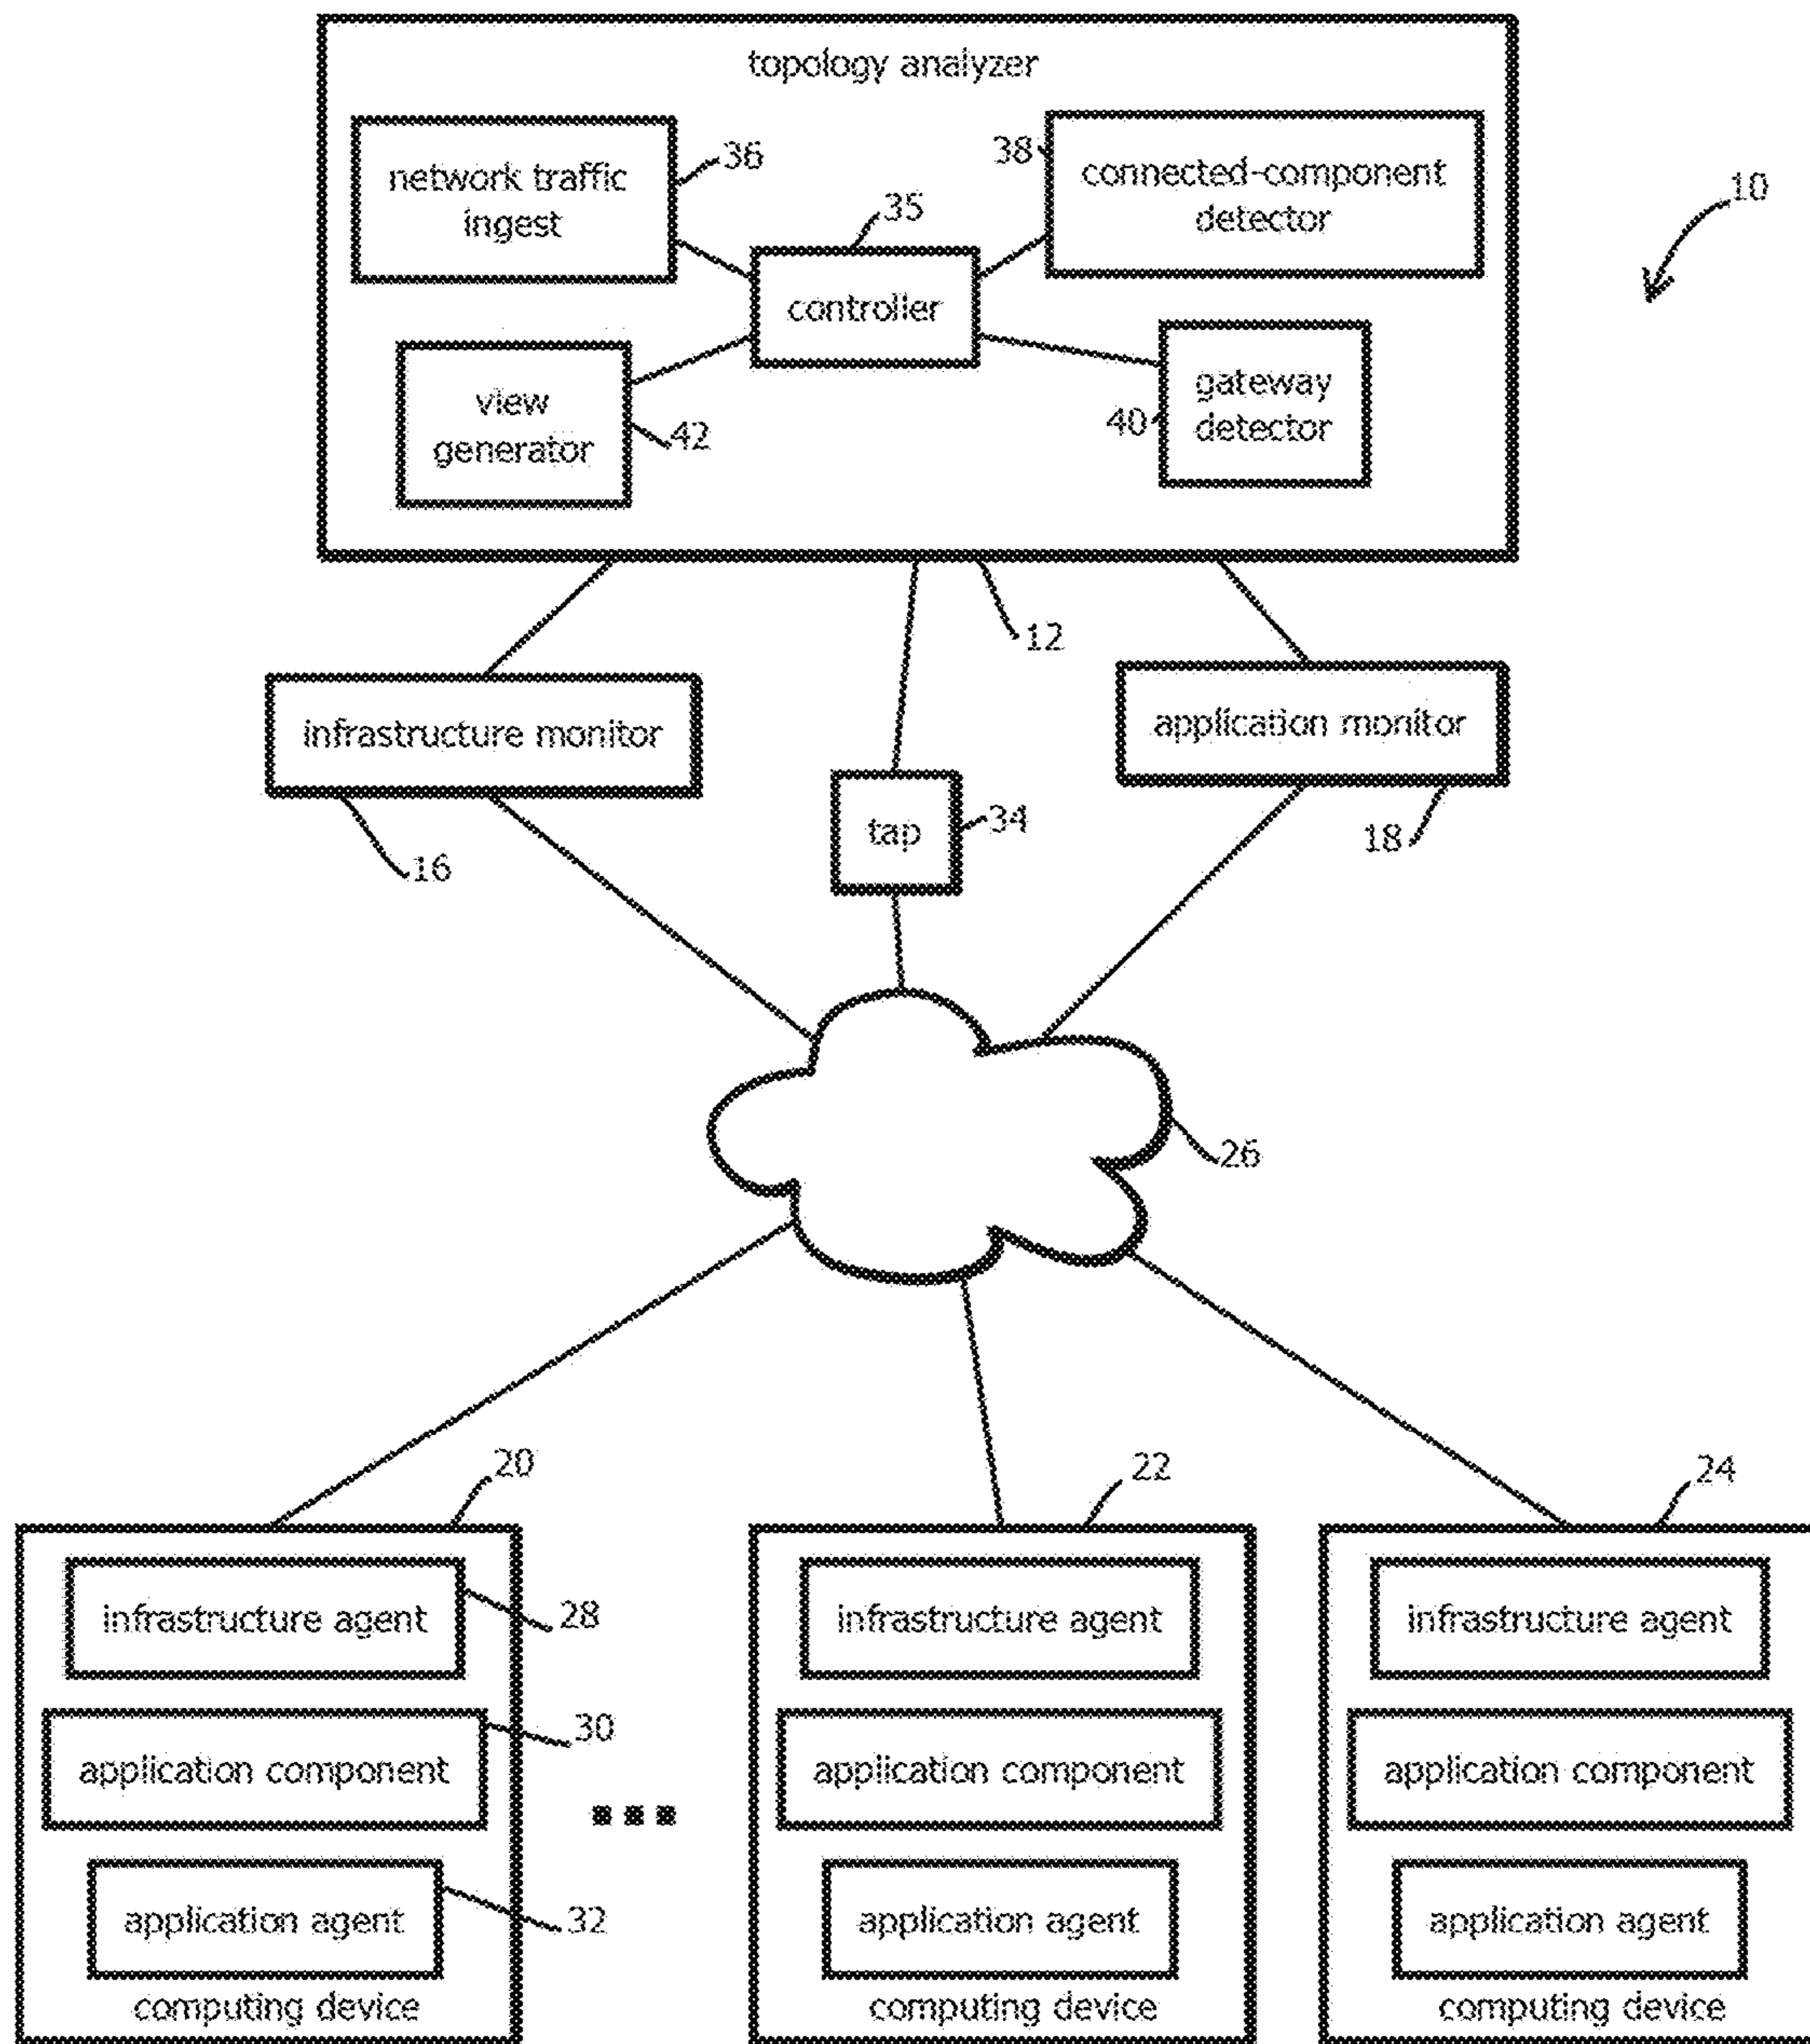 topology analyzer
network traffic
ingest
36
38
connected-component
detector
10
35
controller
view
generator
42
40
gateway
detector
12
infrastructure monitor
16
tap
34
application monitor
18
26
20
22
24
infrastructure agent
28
application component
30
application agent
32
computing device
infrastructure agent
application component
application agent
computing device
infrastructure agent
application component
application agent
computing device